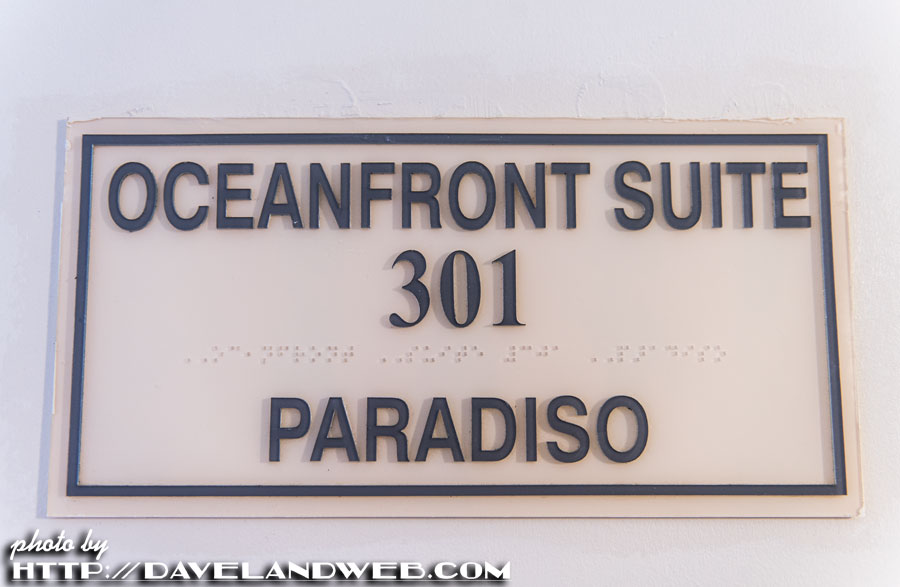 OCEANFRONT SUITE
301
PARADISO
photo by
HTTP://DAVELANDWEB.COM